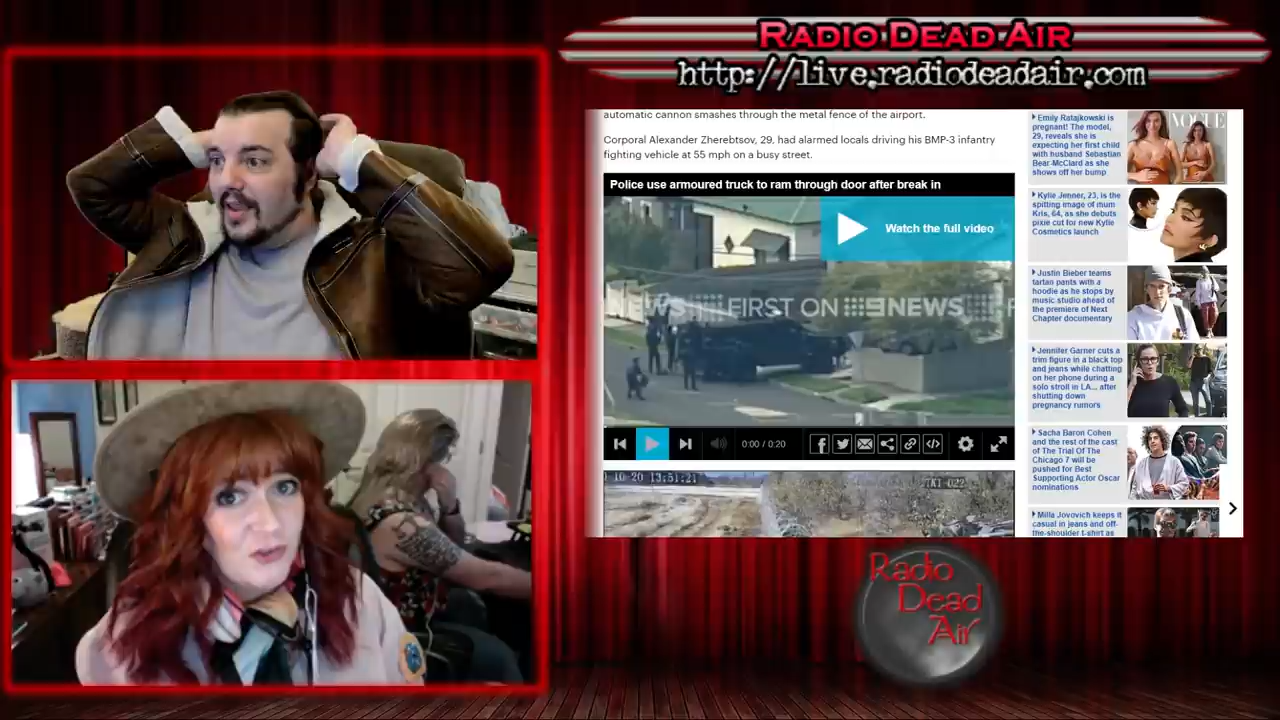 Radio Dead Air
http://live.radiodeadair.com
automatic cannon smashes through the metal fence of the airport.
Corporal Alexander Zherebtsov, 29, had alarmed locals driving his BMP-3 infantry
fighting vehicle at 55 mph on a busy street.
Police use armoured truck to ram through door after break in
Watch the full video
NEWS FIRST ON 9NEWS F
0:00 / 0:20
10-20 13:51:21
TKI-022
Emily Ratajkowski is
pregnant! The model,
29, reveals she is
expecting her first child
with husband Sebastian
Bear-McClard as she
shows off her bump
VOGUE
Kylie Jenner, 23, is the
spitting image of mum
Kris, 64, as she debuts
pixie cut for new Kylie
Cosmetics launch
Justin Bieber teams
tartan pants with a
hoodie as he stops by
music studio ahead of
the premiere of Next
Chapter documentary
Jennifer Garner cuts a
trim figure in a black top
and jeans while chatting
on her phone during a
solo stroll in LA... after
shutting down
pregnancy rumors
Sacha Baron Cohen
and the rest of the cast
of The Trial Of The
Chicago 7 will be
pushed for Best
Supporting Actor Oscar
nominations
Milla Jovovich keeps it
casual in jeans and off-
the-shoulder t-shirt as
Radio
Dead
Air